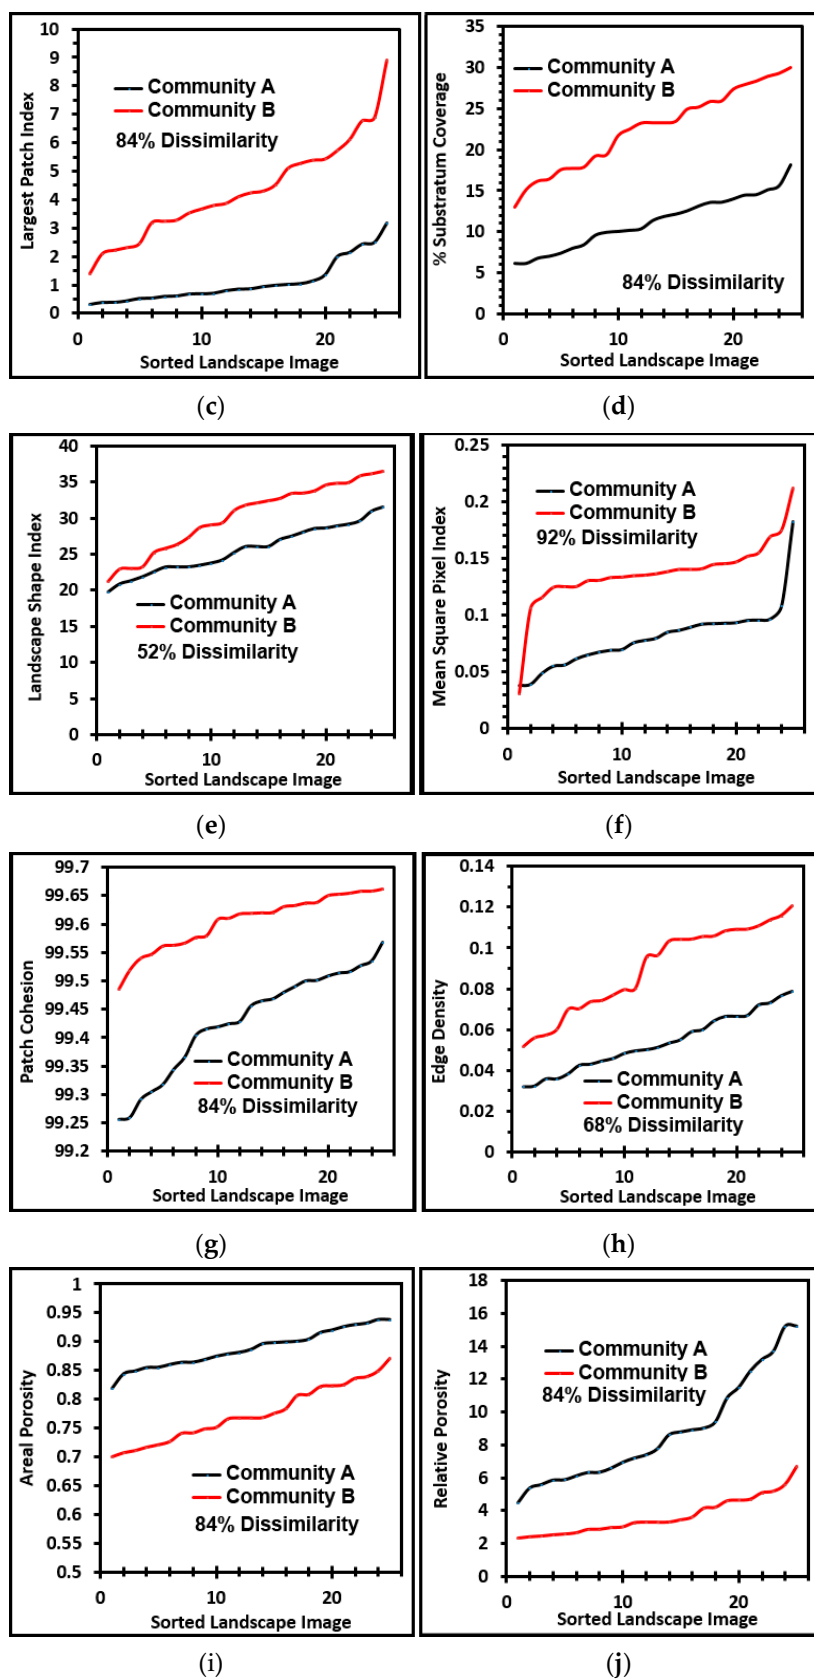 10
9
8
7
6
5
4
3
2
1
0
Largest Patch Index
Community A
Community B
84% Dissimilarity
0
10
20
Sorted Landscape Image
(c)
35
30
25
20
15
10
5
0
% Substratum Coverage
Community A
Community B
84% Dissimilarity
0
10
20
Sorted Landscape Image
(d)
40
35
30
25
20
15
10
5
0
Landscape Shape Index
Community A
Community B
52% Dissimilarity
0
10
20
Sorted Landscape Image
(e)
0.25
0.2
0.15
0.1
0.05
0
Mean Square Pixel Index
Community A
Community B
92% Dissimilarity
0
10
20
Sorted Landscape Image
(f)
99.7
99.65
99.6
99.55
99.5
99.45
99.4
99.35
99.3
99.25
99.2
Patch Cohesion
Community A
Community B
84% Dissimilarity
0
10
20
Sorted Landscape Image
(g)
0.14
0.12
0.1
0.08
0.06
0.04
0.02
0
Edge Density
Community A
Community B
68% Dissimilarity
0
10
20
Sorted Landscape Image
(h)
1
0.95
0.9
0.85
0.8
0.75
0.7
0.65
0.6
0.55
0.5
Areal Porosity
Community A
Community B
84% Dissimilarity
0
10
20
Sorted Landscape Image
(i)
18
16
14
12
10
8
6
4
2
0
Relative Porosity
Community A
Community B
84% Dissimilarity
0
10
20
Sorted Landscape Image
(j)